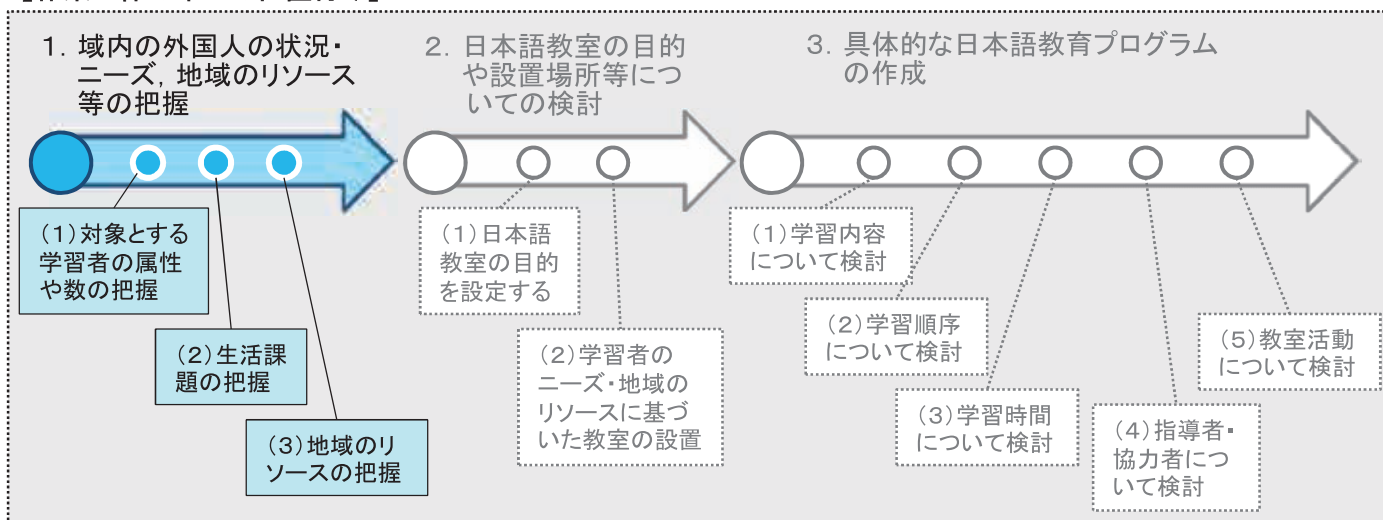 1. 域内の外国人の状況・
ニーズ，地域のリソース
等の把握
(1)対象とする
学習者の属性
や数の把握
(2)生活課
題の把握
(3)地域のリ
ソースの把握
2. 日本語教室の目的
や設置場所等につ
いての検討
(1)日本語
教室の目的
を設定する
(2)学習者の
ニーズ・地域の
リソースに基づ
いた教室の設置
3. 具体的な日本語教育プログラム
の作成
(1)学習内容
について検討
(2)学習順序
について検討
(3)学習時間
について検討
(4)指導者・
協力者につ
いて検討
(5)教室活動
について検討